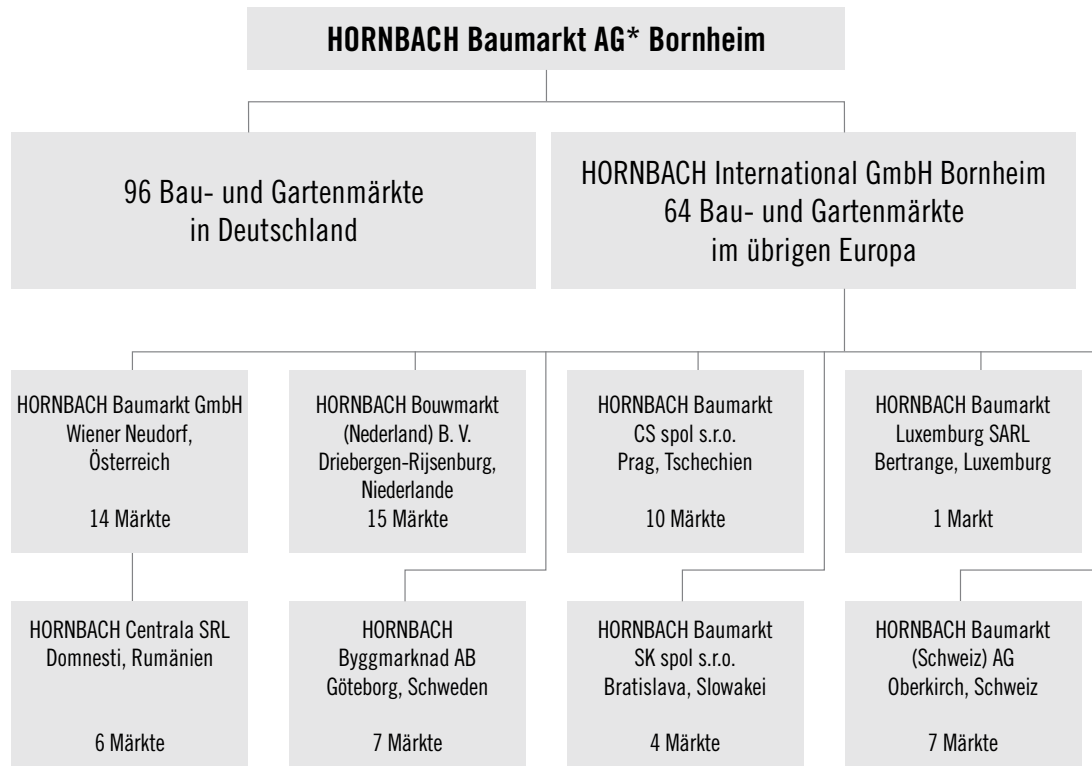 HORNBACH Baumarkt AG* Bornheim
96 Bau- und Gartenmärkte
in Deutschland
HORNBACH International GmbH Bornheim
64 Bau- und Gartenmärkte
im übrigen Europa
HORNBACH Baumarkt GmbH
Wiener Neudorf,
Österreich
14 Märkte
HORNBACH Bouwmarkt
(Nederland) B. V.
Driebergen-Rijsenburg,
Niederlande
15 Märkte
HORNBACH Baumarkt
CS spol s.r.o.
Prag, Tschechien
10 Märkte
HORNBACH Baumarkt
Luxemburg SARL
Bertrange, Luxemburg
1 Markt
HORNBACH Centrala SRL
Domnesti, Rumänien
6 Märkte
HORNBACH
Byggmarknad AB
Göteborg, Schweden
7 Märkte
HORNBACH Baumarkt
SK spol s.r.o.
Bratislava, Slowakei
4 Märkte
HORNBACH Baumarkt
(Schweiz) AG
Oberkirch, Schweiz
7 Märkte